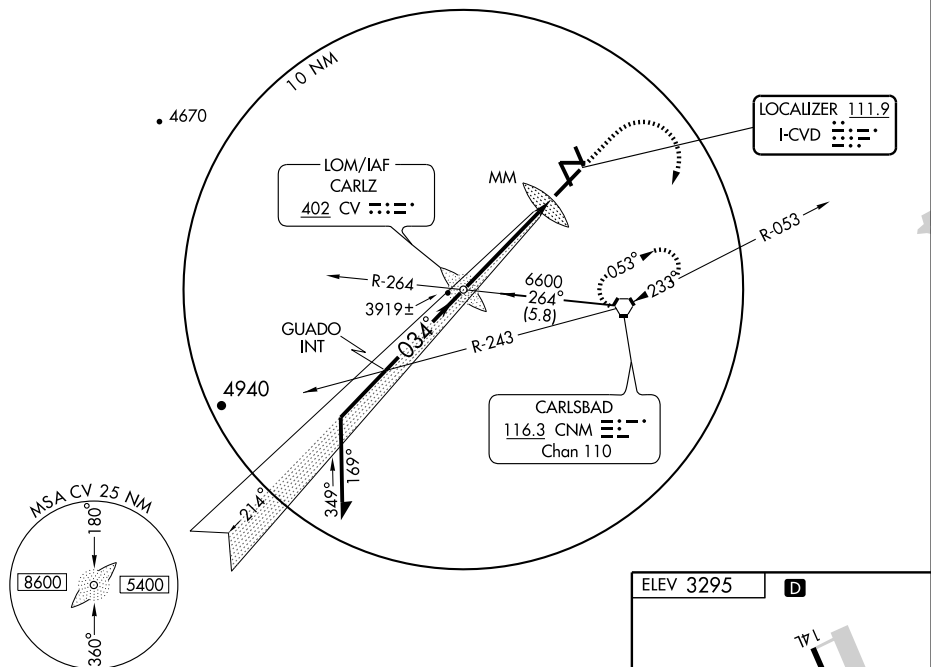 10 NM
4670
LOCALIZER 111.9
I-CVD
LOM/IAF
CARLZ
402 CV
MM
R-053
R-264
6600
264°
(5.8)
053°
233°
3919±
GUADO
INT
034°
R-243
4940
CARLSBAD
116.3 CNM
Chan 110
349°
169°
214°
MSA CV 25 NM
180°
8600
5400
360°
ELEV 3295
D
14L